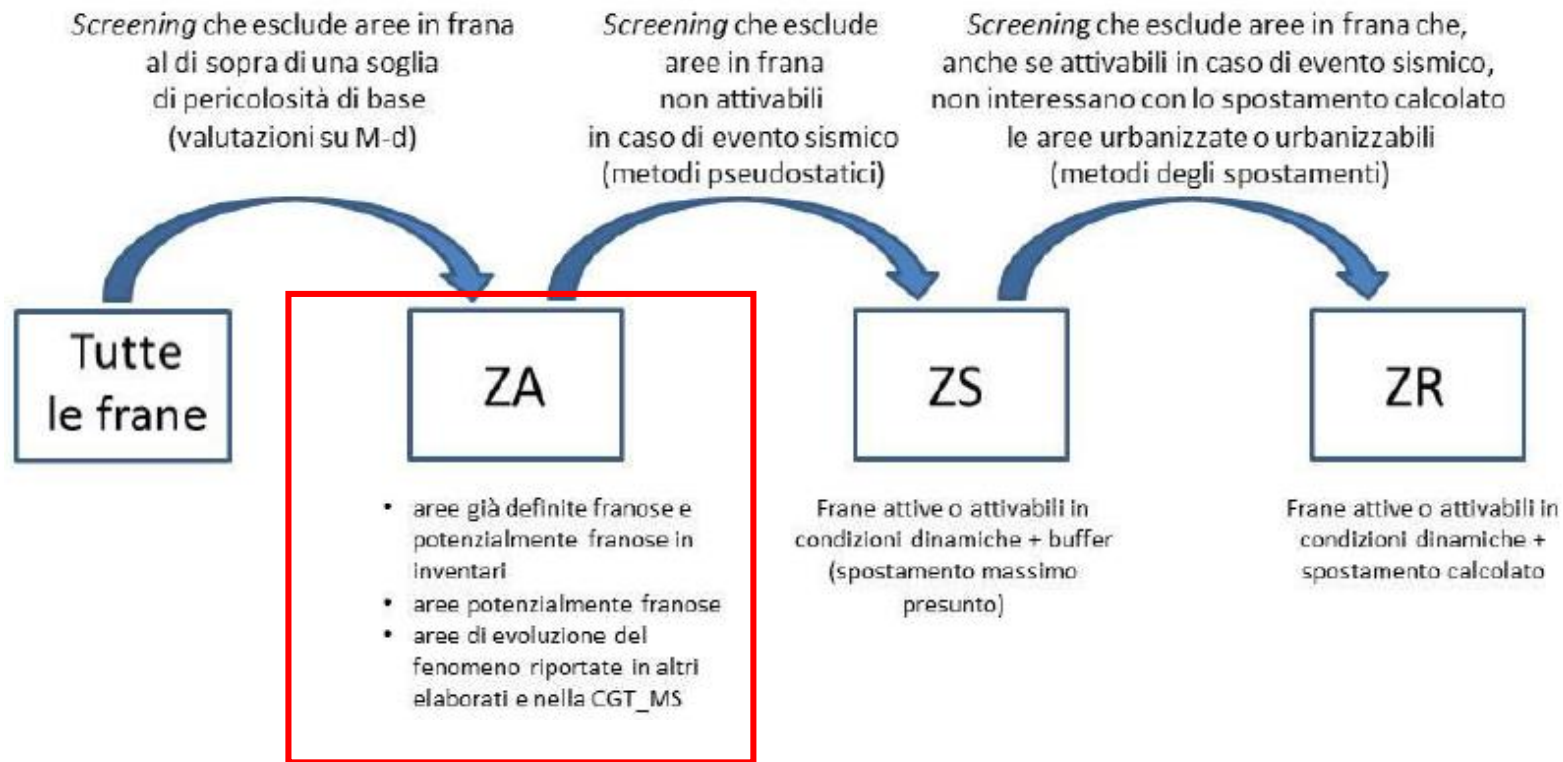 Screening che esclude aree in frana
al di sopra di una soglia
di pericolosità di base
(valutazioni su M-d)
Screening che esclude
aree in frana
non attivabili
in caso di evento sismico
(metodi pseudostatici)
Screening che esclude aree in frana che,
anche se attivabili in caso di evento sismico,
non interessano con lo spostamento calcolato
le aree urbanizzate o urbanizzabili
(metodi degli spostamenti)
Tutte
le frane
ZA
ZS
ZR
• aree già definite franose e
potenzialmente franose in
inventari
• aree potenzialmente franose
• aree di evoluzione del
fenomeno riportate in altri
elaborati e nella CGT_MS
Frane attive o attivabili in
condizioni dinamiche + buffer
(spostamento massimo
presunto)
Frane attive o attivabili in
condizioni dinamiche +
spostamento calcolato